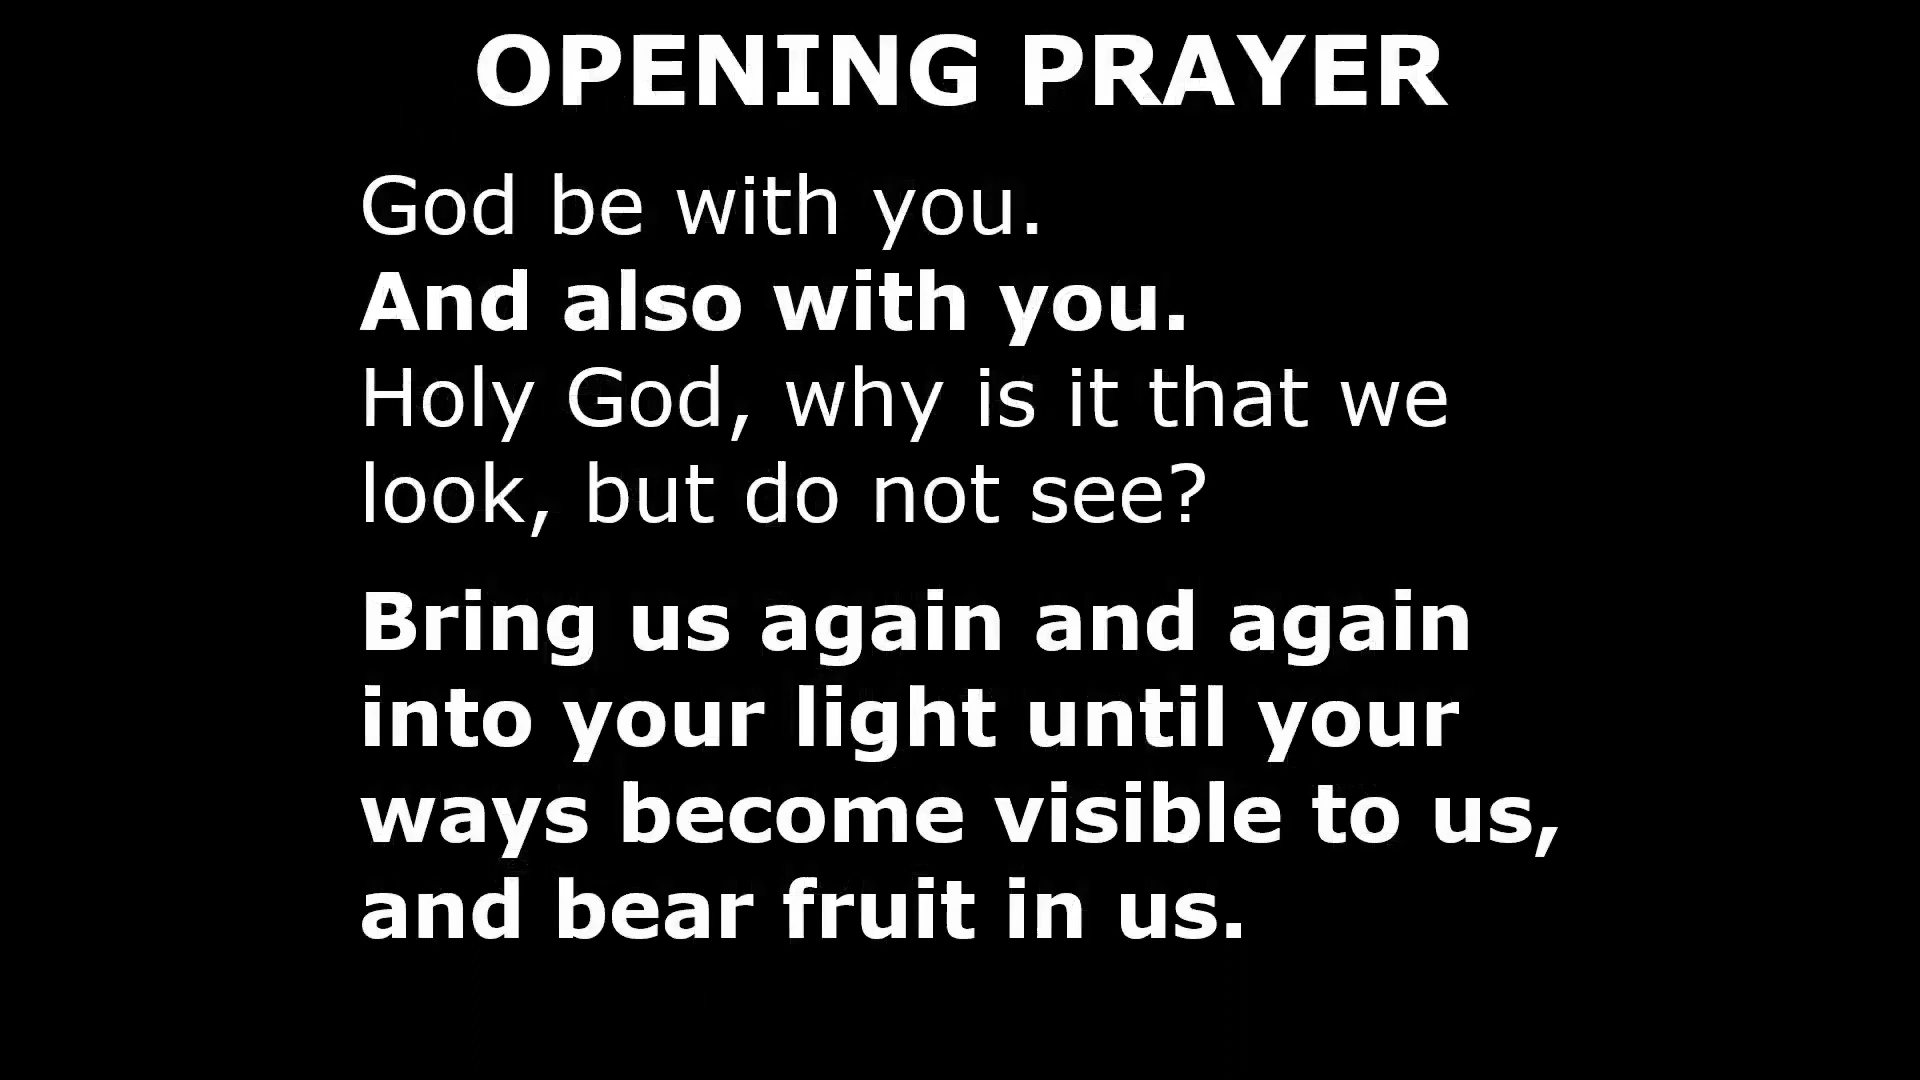 OPENING PRAYER
God be with you.
And also with you.
Holy God, why is it that we
look, but do not see?
Bring us again and again
into your light until your
ways become visible to us,
and bear fruit in us.